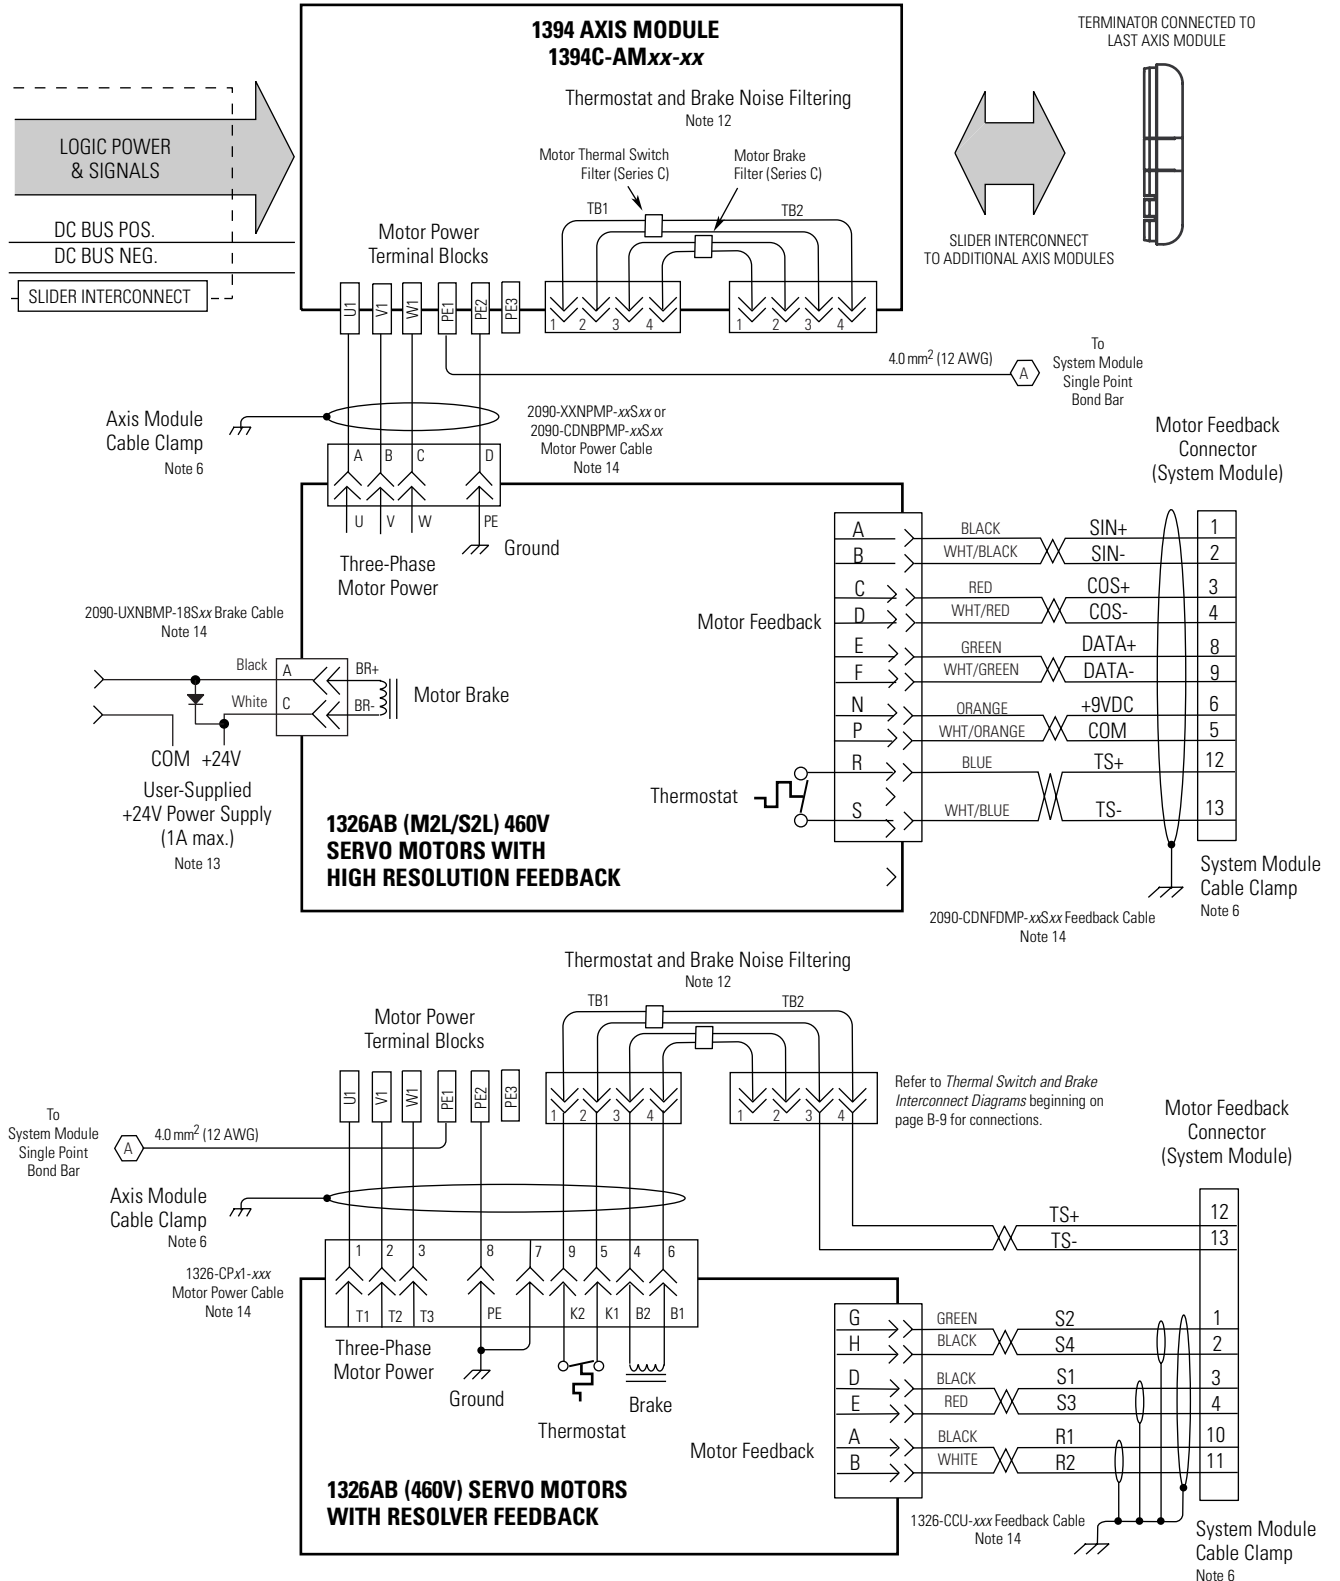 1394 AXIS MODULE
1394C-AMxx-xx
TERMINATOR CONNECTED TO
LAST AXIS MODULE
Thermostat and Brake Noise Filtering
Note 12
LOGIC POWER
& SIGNALS
Motor Thermal Switch
Filter (Series C)
Motor Brake
Filter (Series C)
TB1
TB2
DC BUS POS.
DC BUS NEG.
SLIDER INTERCONNECT
Motor Power
Terminal Blocks
SLIDER INTERCONNECT
TO ADDITIONAL AXIS MODULES
U1
V1
W1
PE1
PE2
PE3
1 2 3 4
1 2 3 4
4.0 mm2 (12 AWG)
A
To
System Module
Single Point
Bond Bar
Axis Module
Cable Clamp
Note 6
2090-XXNPMP-xxSxx or
2090-CDNBPMP-xxSxx
Motor Power Cable
Note 14
Motor Feedback
Connector
(System Module)
A B C D
U V W PE
Ground
Three-Phase
Motor Power
A BLACK SIN+ 1
B WHT/BLACK SIN- 2
C RED COS+ 3
D WHT/RED COS- 4
E GREEN DATA+ 8
F WHT/GREEN DATA- 9
N ORANGE +9VDC 6
P WHT/ORANGE COM 5
R BLUE TS+ 12
S WHT/BLUE TS- 13
Motor Feedback
Thermostat
2090-UXNBMP-18Sxx Brake Cable
Note 14
Black A BR+
White C BR-
Motor Brake
COM +24V
User-Supplied
+24V Power Supply
(1A max.)
Note 13
1326AB (M2L/S2L) 460V
SERVO MOTORS WITH
HIGH RESOLUTION FEEDBACK
System Module
Cable Clamp
Note 6
2090-CDNFDMP-xxSxx Feedback Cable
Note 14
Thermostat and Brake Noise Filtering
Note 12
TB1
TB2
Motor Power
Terminal Blocks
U1
V1
W1
PE1
PE2
PE3
1 2 3 4
1 2 3 4
Refer to Thermal Switch and Brake
Interconnect Diagrams beginning on
page B-9 for connections.
To
System Module
Single Point
Bond Bar
A
4.0 mm2 (12 AWG)
Motor Feedback
Connector
(System Module)
Axis Module
Cable Clamp
Note 6
TS+ 12
TS- 13
1326-CPx1-xxx
Motor Power Cable
Note 14
1 2 3 8 7 9 5 4 6
T1 T2 T3 PE K2 K1 B2 B1
Three-Phase
Motor Power
Ground
Thermostat
Brake
G GREEN S2 1
H BLACK S4 2
D BLACK S1 3
E RED S3 4
A BLACK R1 10
B WHITE R2 11
Motor Feedback
1326AB (460V) SERVO MOTORS
WITH RESOLVER FEEDBACK
1326-CCU-xxx Feedback Cable
Note 14
System Module
Cable Clamp
Note 6